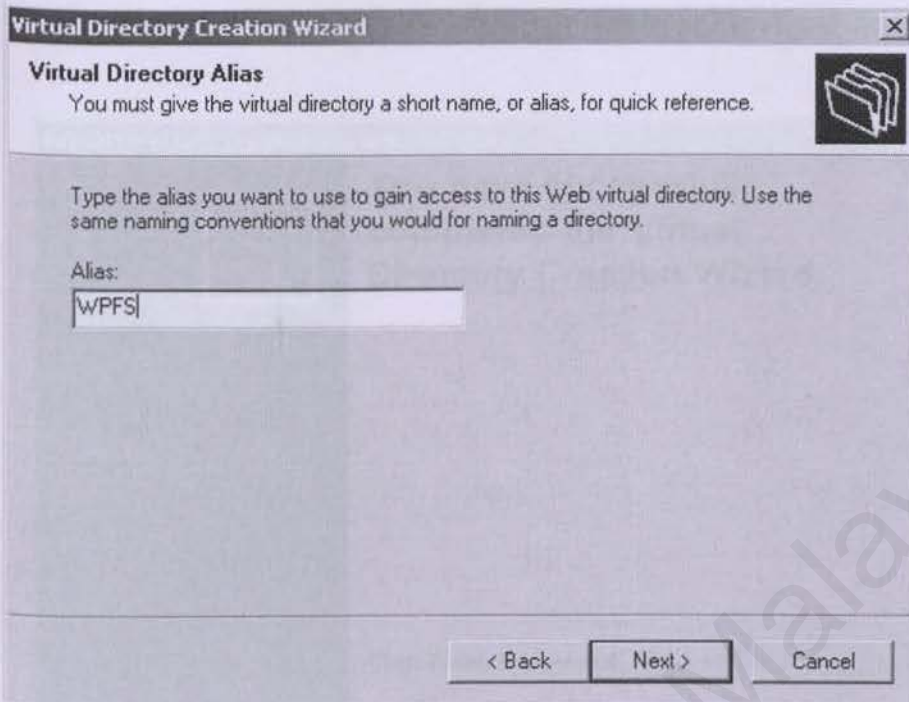 Virtual Directory Creation Wizard
Virtual Directory Alias
You must give the virtual directory a short name, or alias, for quick reference.
Type the alias you want to use to gain access to this Web virtual directory. Use the
same naming conventions that you would for naming a directory.
Alias:
WPFS
< Back Next > Cancel
Malay